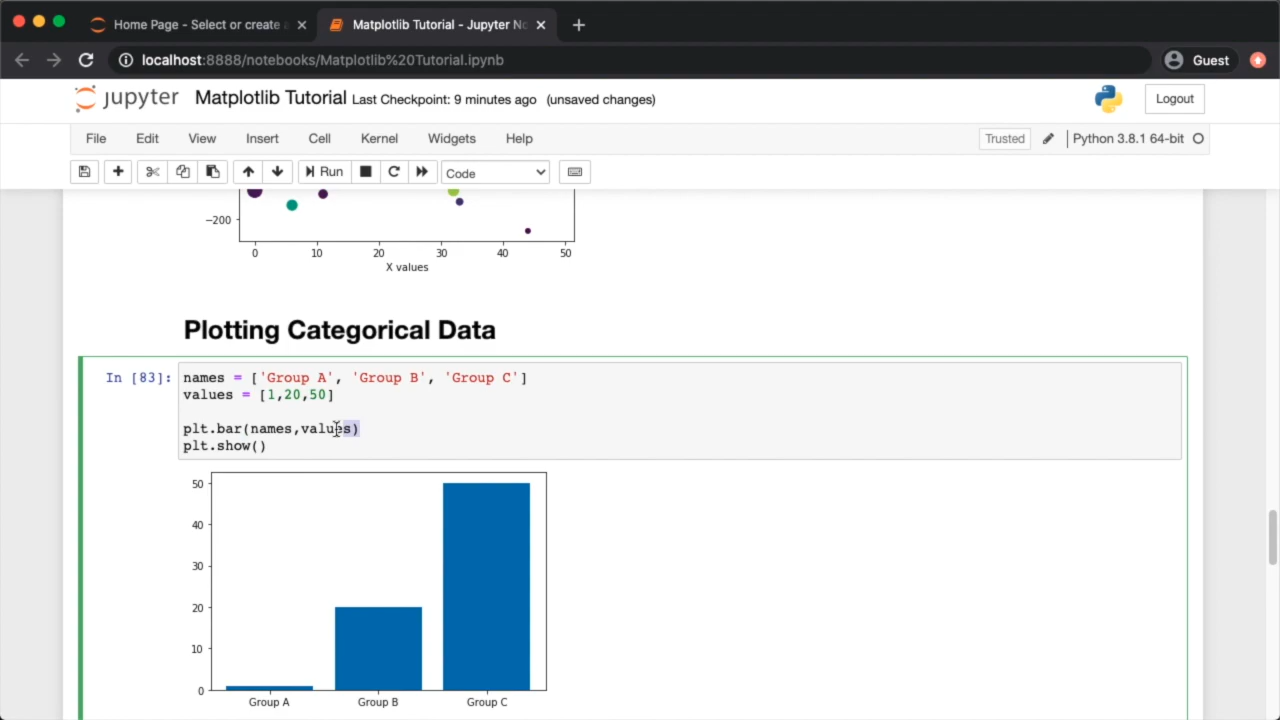 Home Page - Select or create a
Matplotlib Tutorial - Jupyter No
localhost:8888/notebooks/Matplotlib%20Tutorial.ipynb
Guest
jupyter Matplotlib Tutorial Last Checkpoint: 9 minutes ago (unsaved changes)
Logout
File Edit View Insert Cell Kernel Widgets Help
Trusted
Python 3.8.1 64-bit
Run
Code
−200
0 10 20 30 40 50
X values
Plotting Categorical Data
In [83]:
names = ['Group A', 'Group B', 'Group C']
values = [1,20,50]
plt.bar(names,values)
plt.show()
50
40
30
20
10
0
Group A Group B Group C